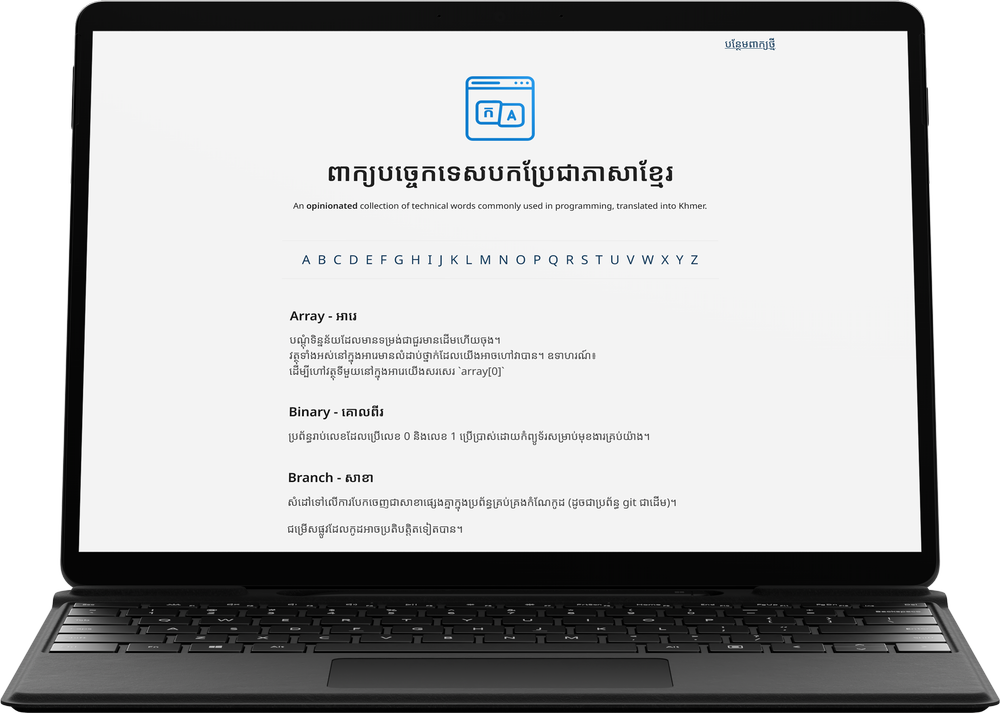 បន្ថែមពាក្យថ្មី
ក A
ពាក្យបច្ចេកទេសបកប្រែជាភាសាខ្មែរ
An opinionated collection of technical words commonly used in programming, translated into Khmer.
A B C D E F G H I J K L M N O P Q R S T U V W X Y Z
Array - អារេ
បណ្តុំទិន្នន័យដែលមានទម្រង់ជាជួរមានដើមហើយចុង។
វត្ថុទាំងអស់នៅក្នុងអារេមានលំដាប់ថ្នាក់ដែលយើងអាចហៅវាបាន។ ឧទាហរណ៍៖
ដើម្បីហៅវត្ថុទីមួយនៅក្នុងអារេយើងសរសេរ `array[0]`
Binary - គោលពីរ
ប្រព័ន្ធរាប់លេខដែលប្រើលេខ 0 និងលេខ 1 ប្រើប្រាស់ដោយកំព្យូទ័រសម្រាប់មុខងារគ្រប់យ៉ាង។
Branch - សាខា
សំដៅទៅលើការបែកចេញជាសាខាផ្សេងគ្នាក្នុងប្រព័ន្ធគ្រប់គ្រងកំណែកូដ (ដូចជាប្រព័ន្ធ git ជាដើម)។
ជម្រើសផ្លូវដែលកូដអាចប្រតិបត្តិតទៀតបាន។